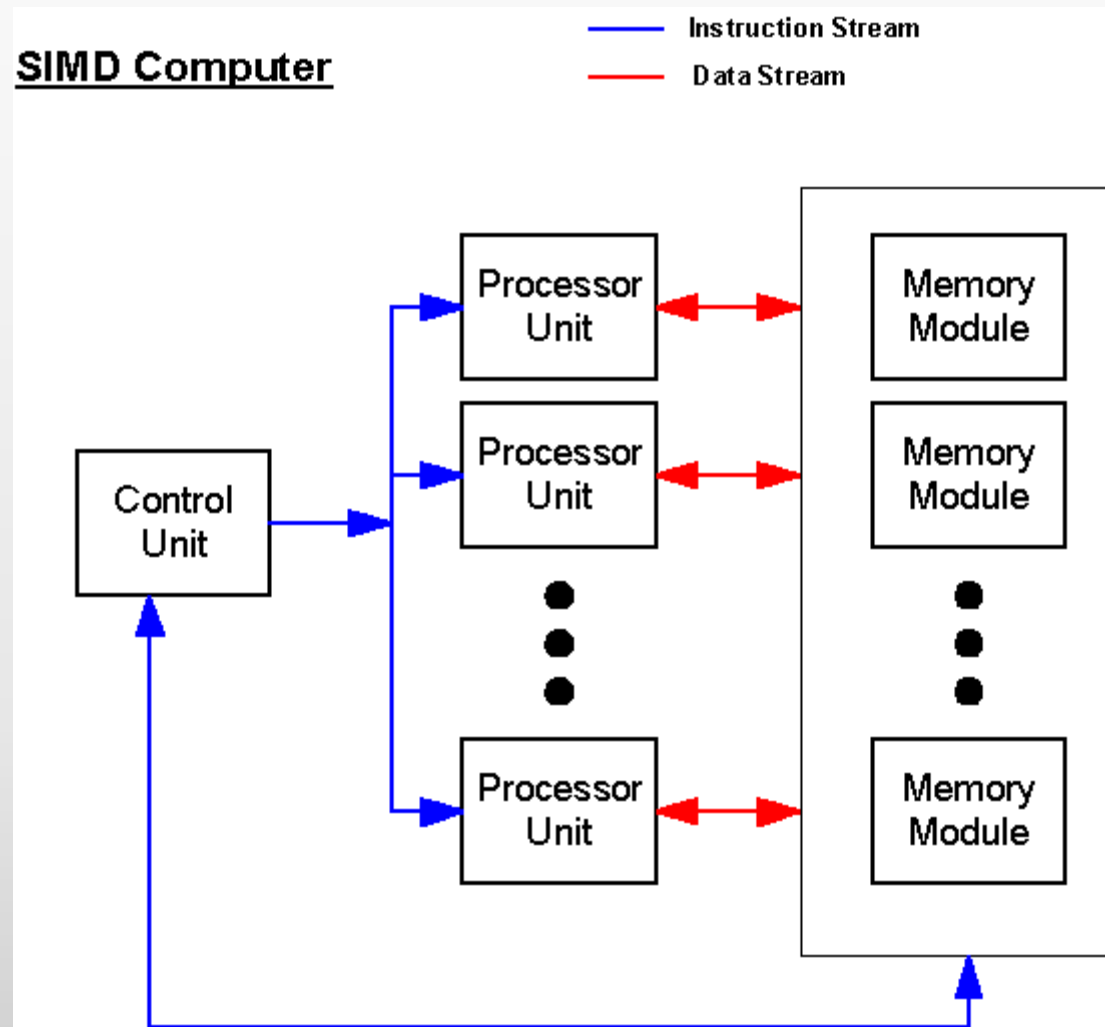 SIMD Computer
Instruction Stream
Data Stream
Processor
Unit
Memory
Module
Processor
Unit
Memory
Module
Control
Unit
Processor
Unit
Memory
Module